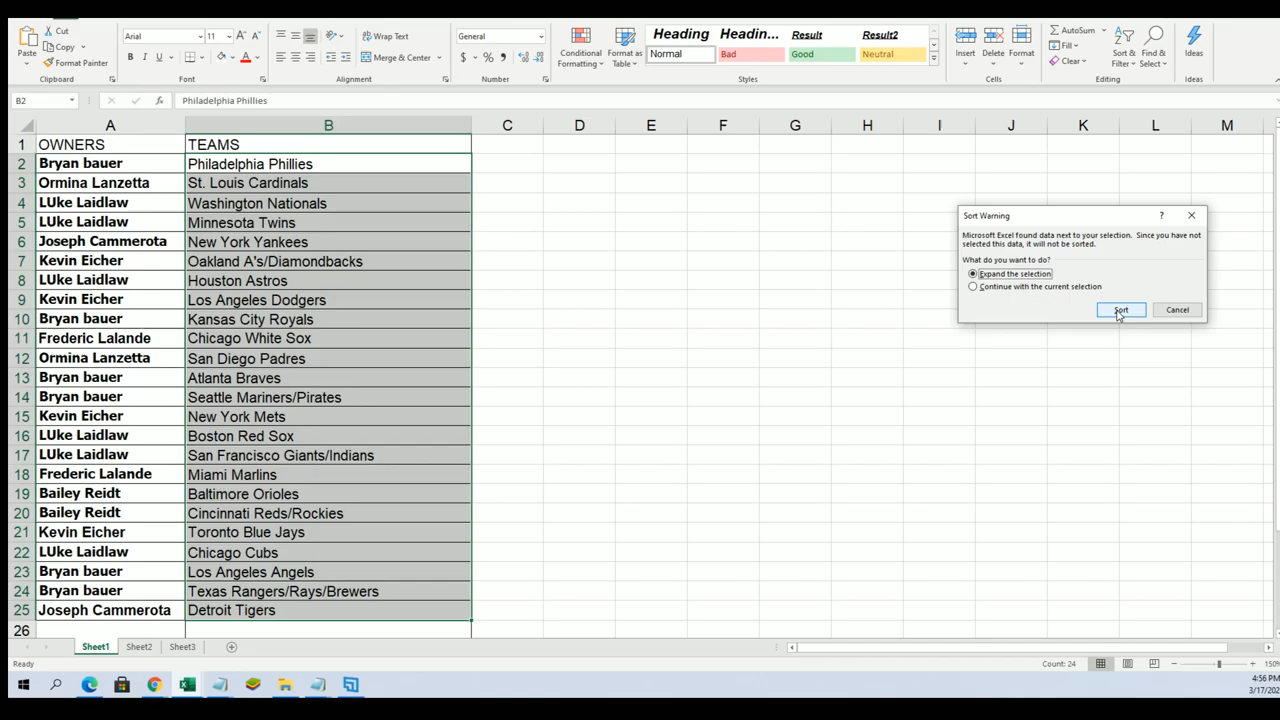 Cut
Copy
Format Painter
Paste
Clipboard
Arial
11
B I U
Font
Wrap Text
Merge & Center
Alignment
General
$ % ,
Number
Conditional Formatting
Format as Table
Heading
Headin...
Result
Result2
Normal
Bad
Good
Neutral
Styles
Insert
Delete
Format
Cells
AutoSum
Fill
Clear
Sort & Filter
Find & Select
Editing
Ideas
Ideas
B2
fx
Philadelphia Phillies
A B C D E F G H I J K L M
1 OWNERS TEAMS
2 Bryan bauer Philadelphia Phillies
3 Ormina Lanzetta St. Louis Cardinals
4 LUke Laidlaw Washington Nationals
5 LUke Laidlaw Minnesota Twins
6 Joseph Cammerota New York Yankees
7 Kevin Eicher Oakland A's/Diamondbacks
8 LUke Laidlaw Houston Astros
9 Kevin Eicher Los Angeles Dodgers
10 Bryan bauer Kansas City Royals
11 Frederic Lalande Chicago White Sox
12 Ormina Lanzetta San Diego Padres
13 Bryan bauer Atlanta Braves
14 Bryan bauer Seattle Mariners/Pirates
15 Kevin Eicher New York Mets
16 LUke Laidlaw Boston Red Sox
17 LUke Laidlaw San Francisco Giants/Indians
18 Frederic Lalande Miami Marlins
19 Bailey Reidt Baltimore Orioles
20 Bailey Reidt Cincinnati Reds/Rockies
21 Kevin Eicher Toronto Blue Jays
22 LUke Laidlaw Chicago Cubs
23 Bryan bauer Los Angeles Angels
24 Bryan bauer Texas Rangers/Rays/Brewers
25 Joseph Cammerota Detroit Tigers
26
Sort Warning
?
Microsoft Excel found data next to your selection. Since you have not
selected this data, it will not be sorted.
What do you want to do?
Expand the selection
Continue with the current selection
Sort
Cancel
Sheet1 Sheet2 Sheet3
Ready
Count: 24
150%
4:56 PM
3/17/202